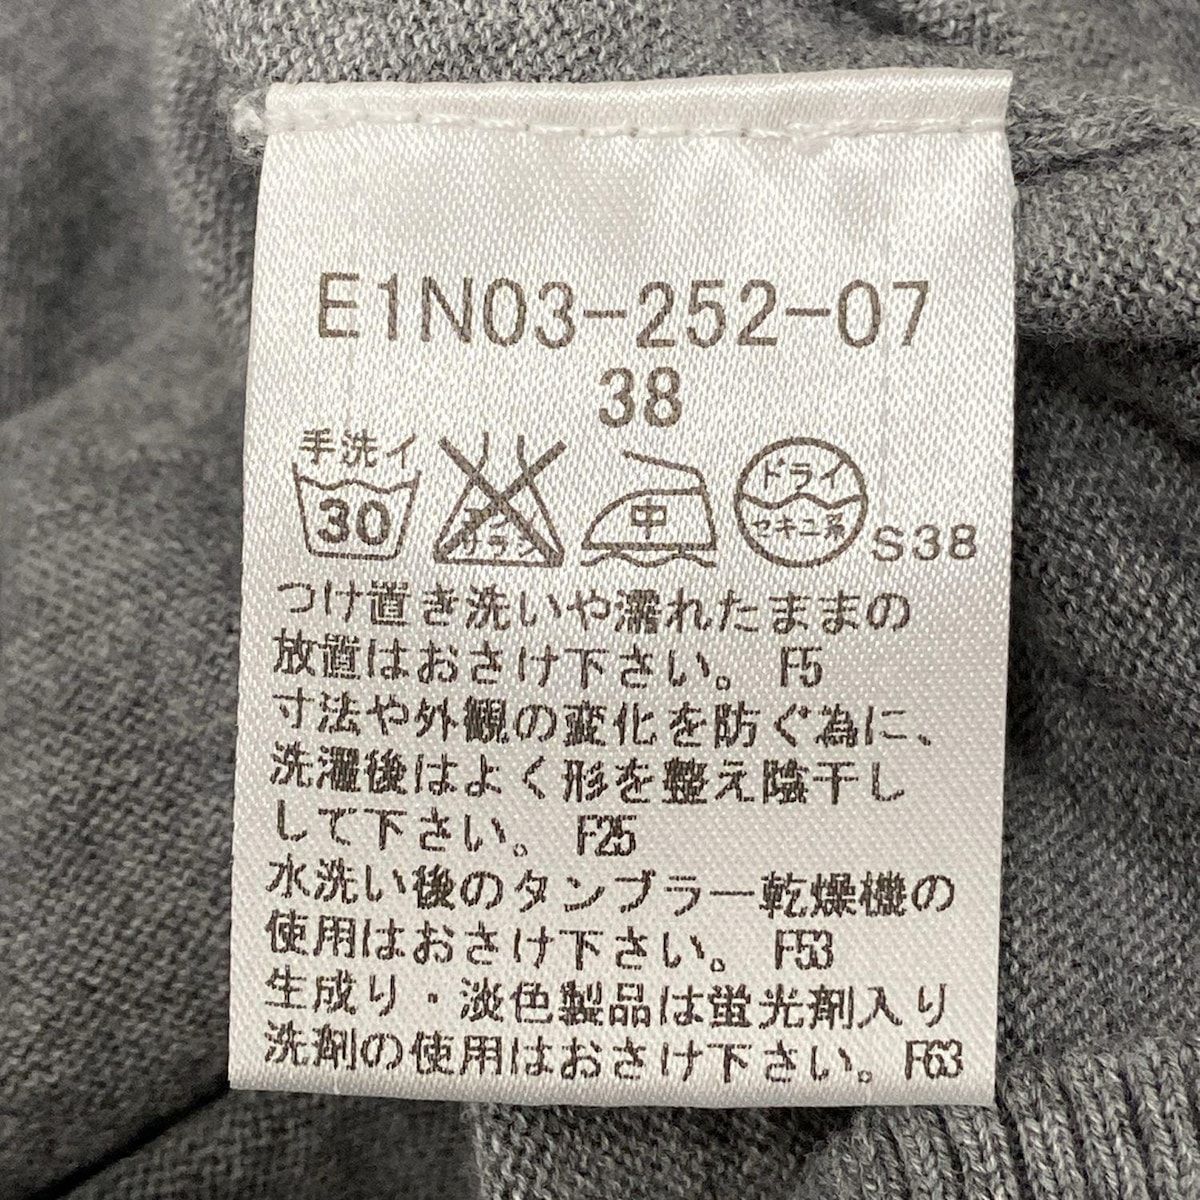 E1N03-252-07
38
手洗イ
30
エンソサラシ
中
ドライ
セキユ系
S38
つけ置き洗いや濡れたままの
放置はおさけ下さい。 F5
寸法や外観の変化を防ぐ為に、
洗濯後はよく形を整え陰干し
して下さい。 F25
水洗い後のタンブラー乾燥機の
使用はおさけ下さい。 F53
生成り・淡色製品は蛍光剤入り
洗剤の使用はおさけ下さい。F63